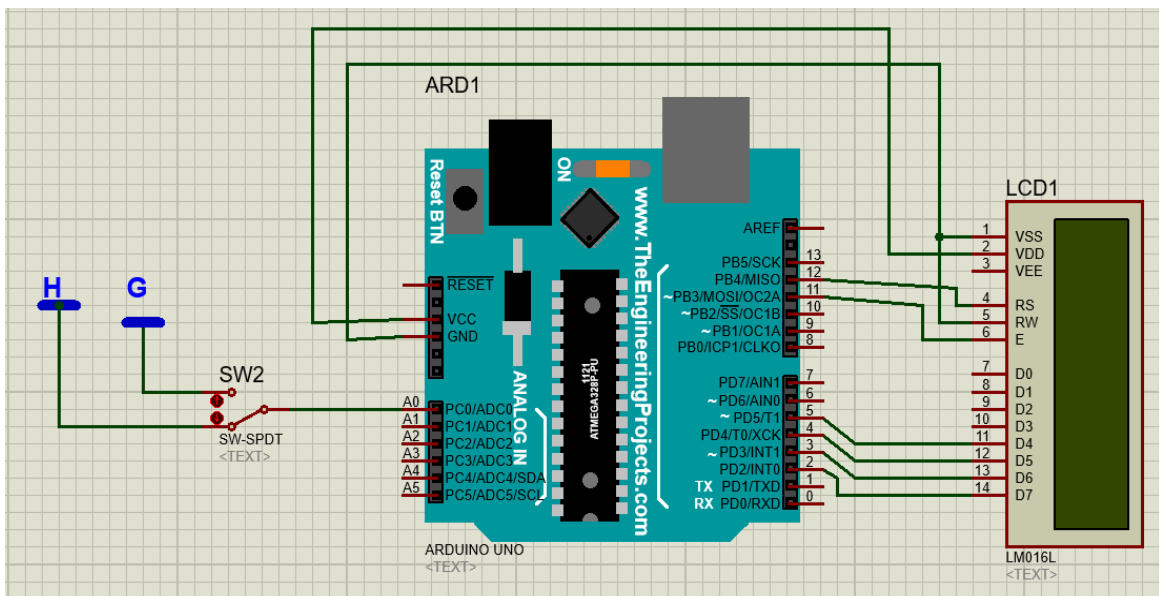 ARD1
ON
Reset BTN
www.TheEngineeringProjects.com
RESET
VCC
GND
ANALOG IN
1121
ATMEGA328P-PU
A0 PC0/ADC0
A1 PC1/ADC1
A2 PC2/ADC2
A3 PC3/ADC3
A4 PC4/ADC4/SDA
A5 PC5/ADC5/SCL
AREF
PB5/SCK 13
PB4/MISO 12
~PB3/MOSI/OC2A 11
~PB2/SS/OC1B 10
~PB1/OC1A 9
PB0/ICP1/CLKO 8
PD7/AIN1 7
~PD6/AIN0 6
~PD5/T1 5
PD4/T0/XCK 4
~PD3/INT1 3
PD2/INT0 2
TX PD1/TXD 1
RX PD0/RXD 0
ARDUINO UNO
<TEXT>
H
G
SW2
SW-SPDT
<TEXT>
LCD1
1 VSS
2 VDD
3 VEE
4 RS
5 RW
6 E
7 D0
8 D1
9 D2
10 D3
11 D4
12 D5
13 D6
14 D7
LM016L
<TEXT>